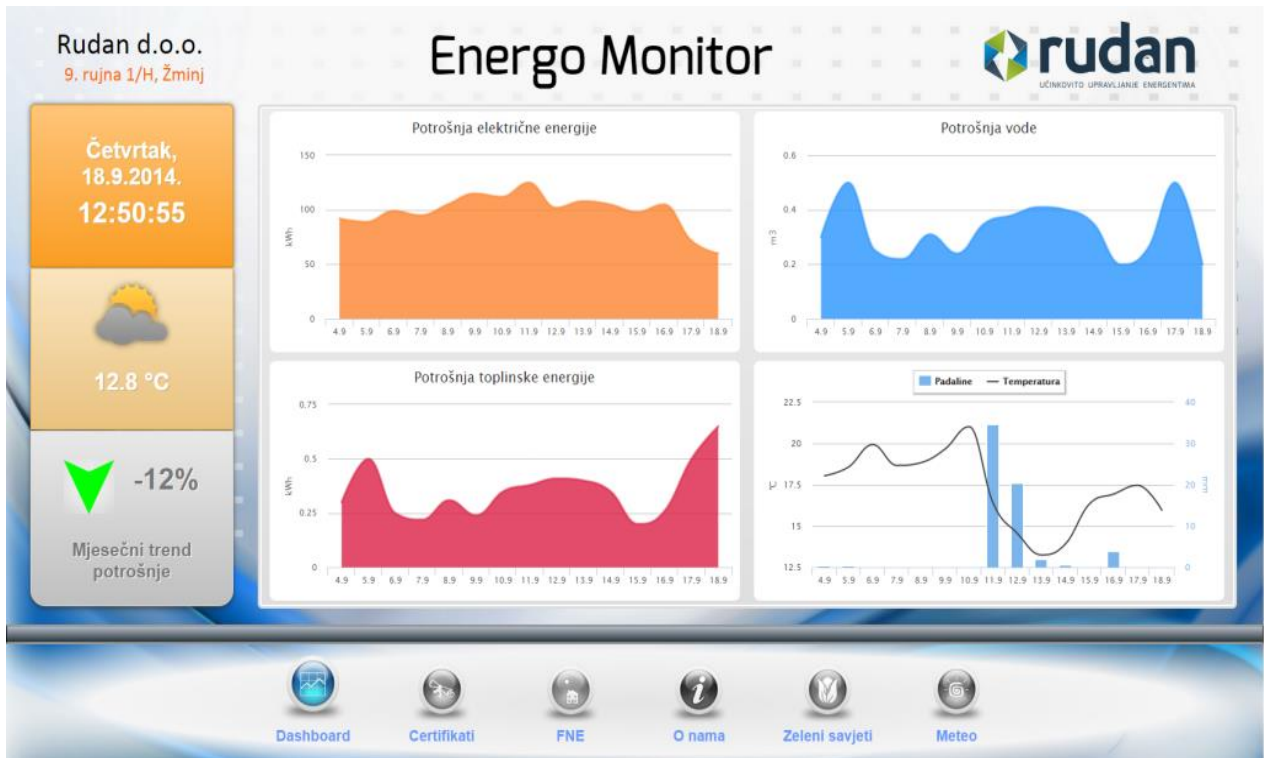 Rudan d.o.o.
9. rujna 1/H, Žminj
Energo Monitor
rudan
UČINKOVITO UPRAVLJANJE ENERGENTIMA
Četvrtak,
18.9.2014.
12:50:55
12.8 °C
-12%
Mjesečni trend
potrošnje
Potrošnja električne energije
150
100
50
0
kWh
4.9 5.9 6.9 7.9 8.9 9.9 10.9 11.9 12.9 13.9 14.9 15.9 16.9 17.9 18.9
Potrošnja vode
0.6
0.4
0.2
0
m3
4.9 5.9 6.9 7.9 8.9 9.9 10.9 11.9 12.9 13.9 14.9 15.9 16.9 17.9 18.9
Potrošnja toplinske energije
0.75
0.5
0.25
0
kWh
4.9 5.9 6.9 7.9 8.9 9.9 10.9 11.9 12.9 13.9 14.9 15.9 16.9 17.9 18.9
Padaline Temperatura
22.5 40
20 30
17.5 20
15 10
12.5 0
°C
mm
4.9 5.9 6.9 7.9 8.9 9.9 10.9 11.9 12.9 13.9 14.9 15.9 16.9 17.9 18.9
Dashboard Certifikati FNE O nama Zeleni savjeti Meteo